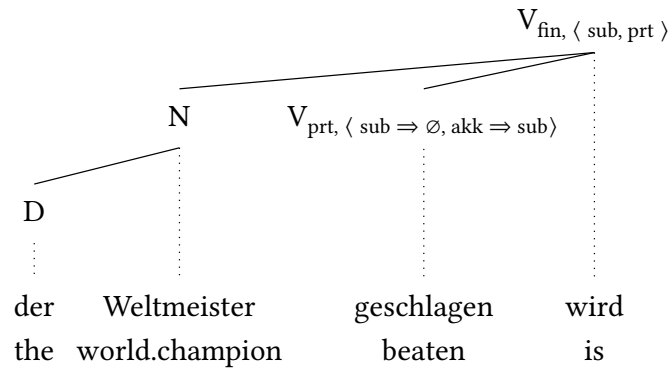 V_fin, ⟨ sub, prt ⟩
N V_prt, ⟨ sub ⇒ ∅, akk ⇒ sub⟩
D
der Weltmeister geschlagen wird
the world.champion beaten is